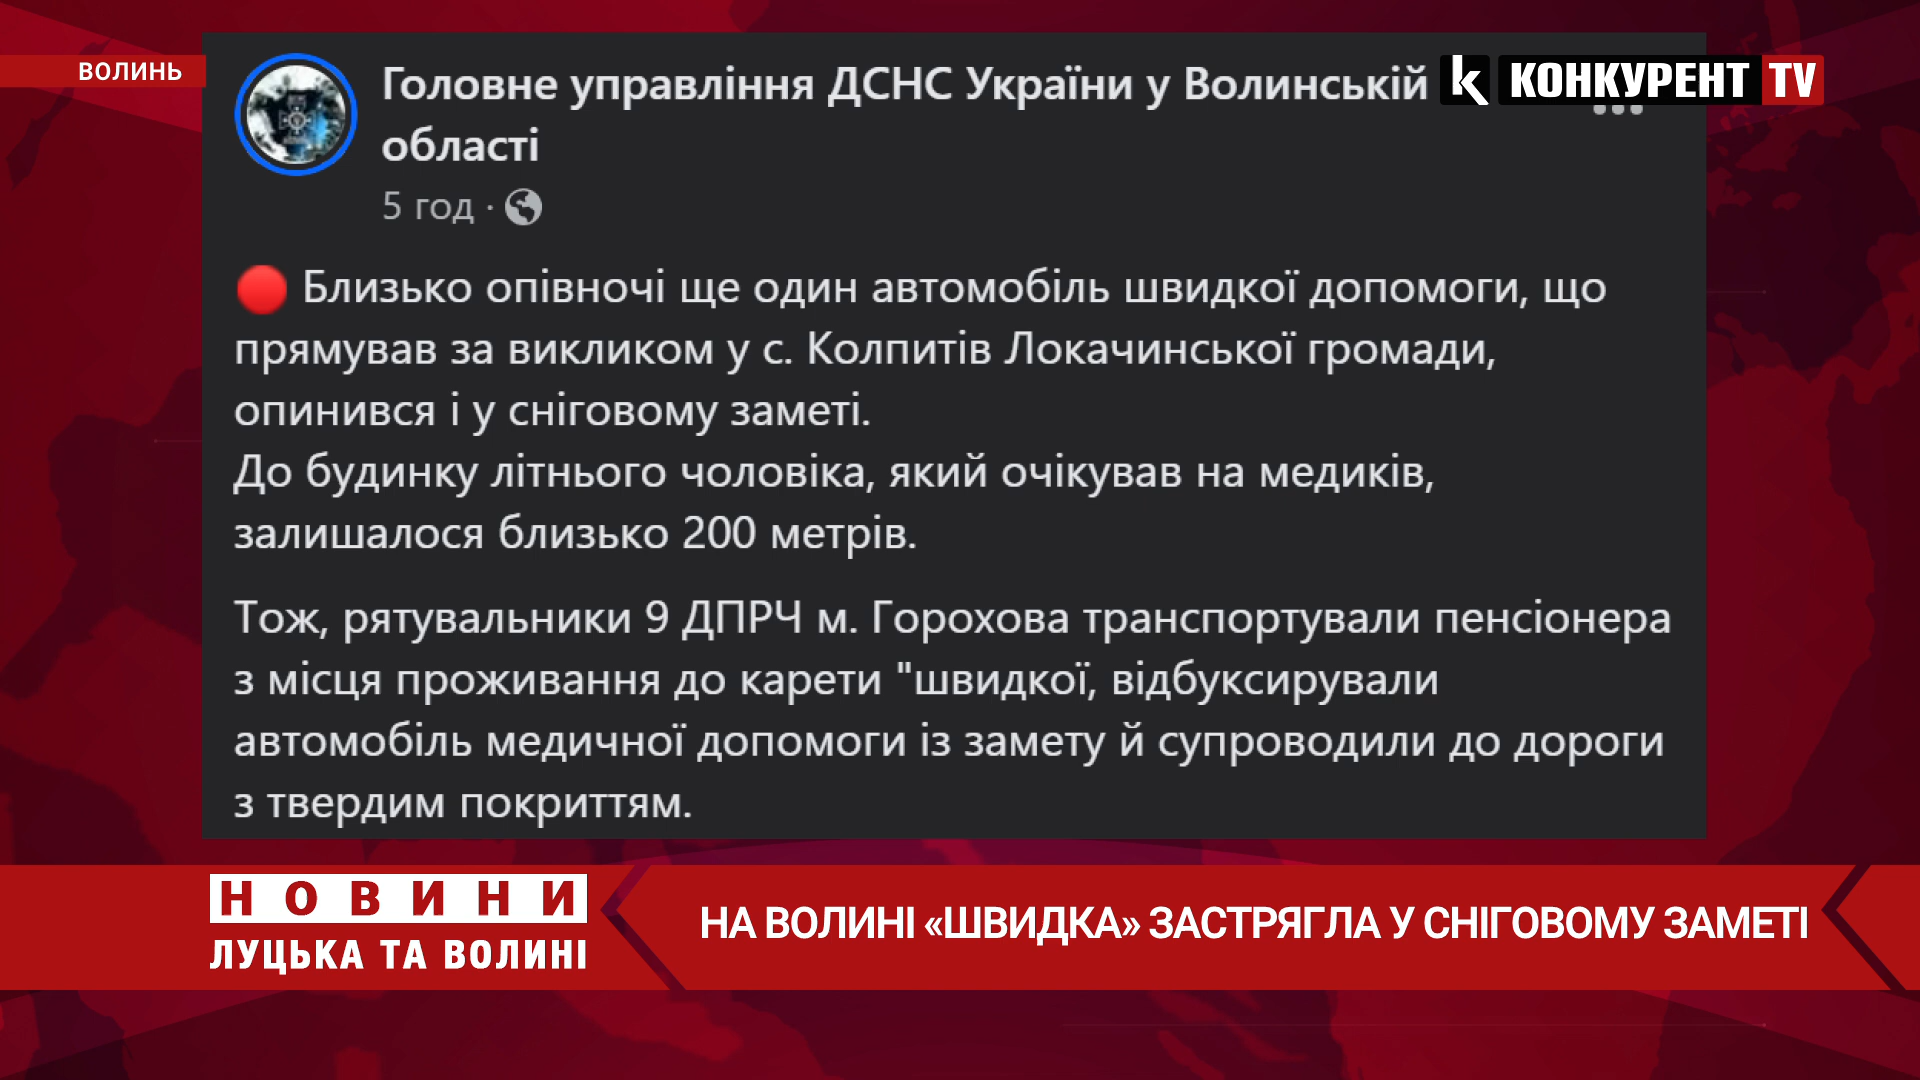 ВОЛИНЬ
КОНКУРЕНТ TV
Головне управління ДСНС України у Волинській
області
5 год ·
Близько опівночі ще один автомобіль швидкої допомоги, що
прямував за викликом у с. Колпитів Локачинської громади,
опинився і у сніговому заметі.
До будинку літнього чоловіка, який очікував на медиків,
залишалося близько 200 метрів.
Тож, рятувальники 9 ДПРЧ м. Горохова транспортували пенсіонера
з місця проживання до карети "швидкої, відбуксирували
автомобіль медичної допомоги із замету й супроводили до дороги
з твердим покриттям.
НОВИНИ
ЛУЦЬКА ТА ВОЛИНІ
НА ВОЛИНІ «ШВИДКА» ЗАСТРЯГЛА У СНІГОВОМУ ЗАМЕТІ